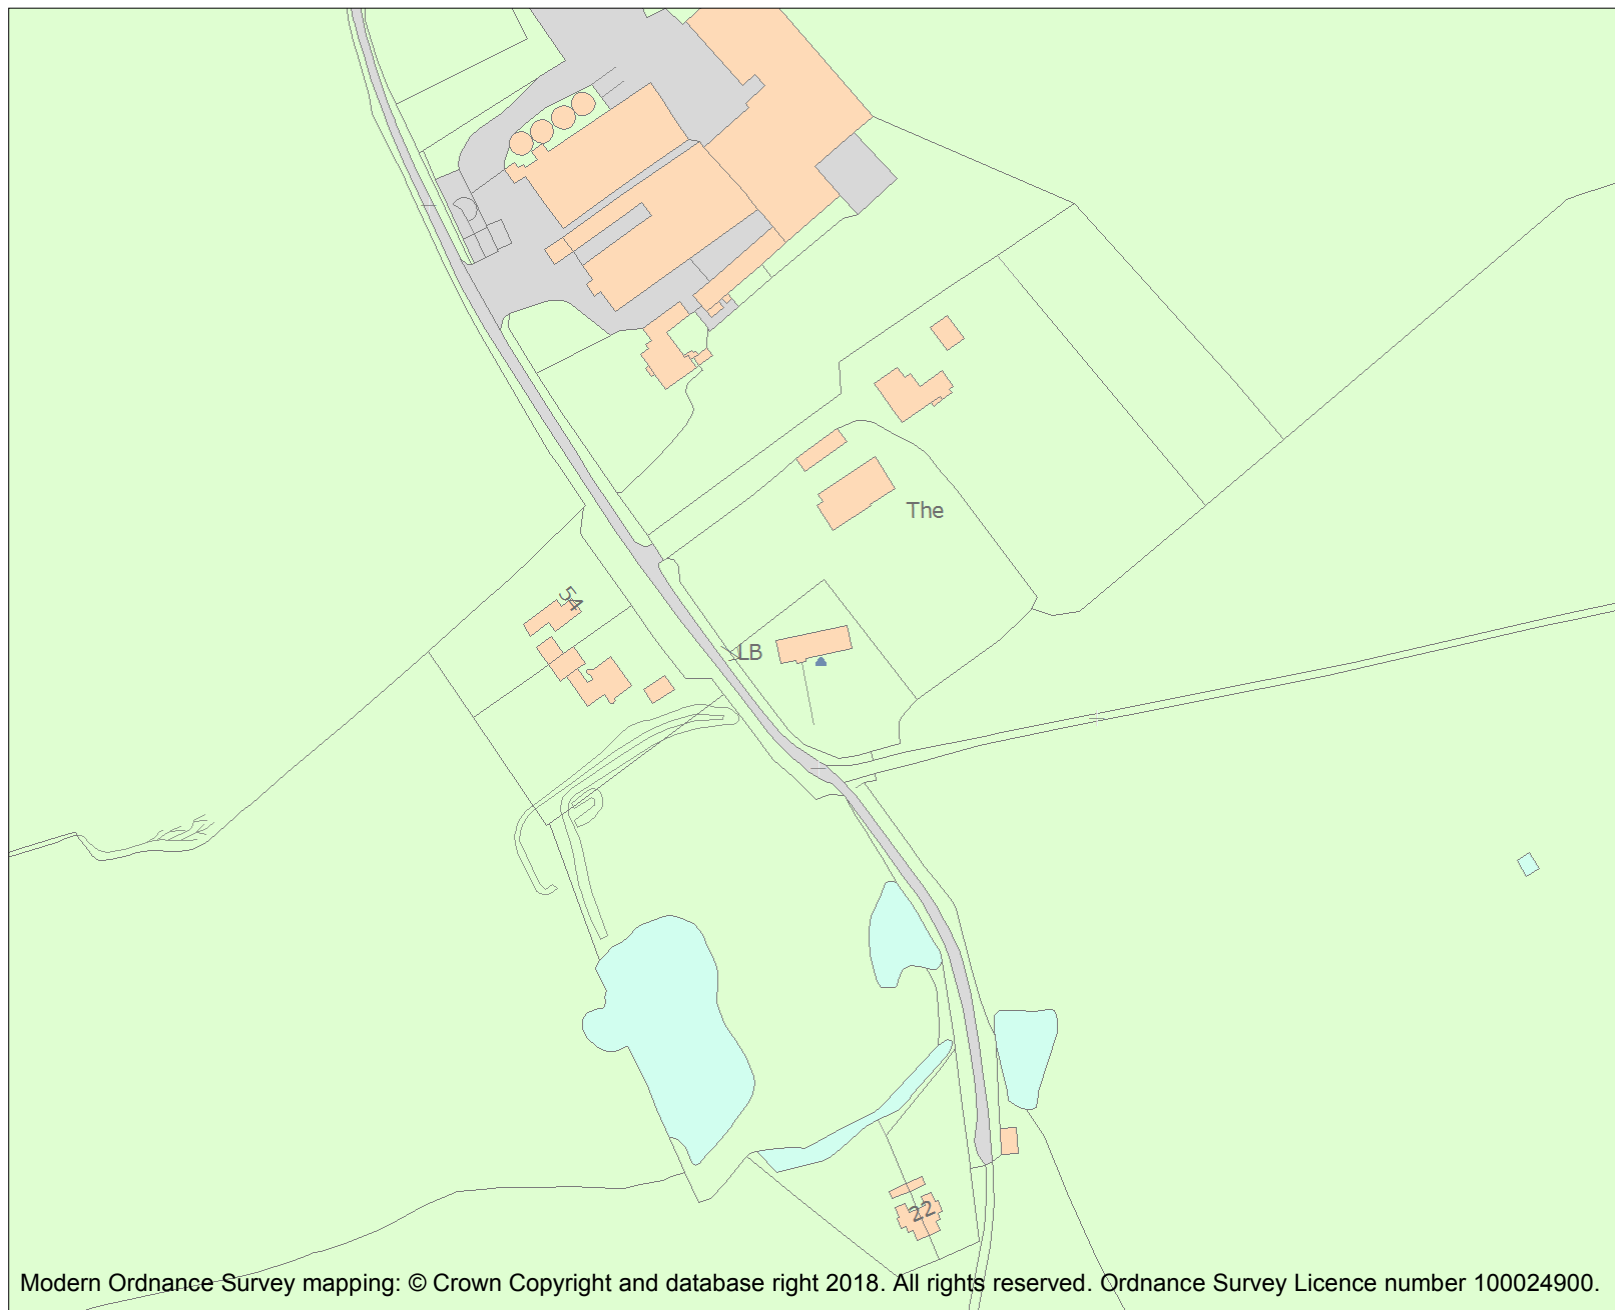 The
54
LB
22
Modern Ordnance Survey mapping: © Crown Copyright and database right 2018. All rights reserved. Ordnance Survey Licence number 100024900.